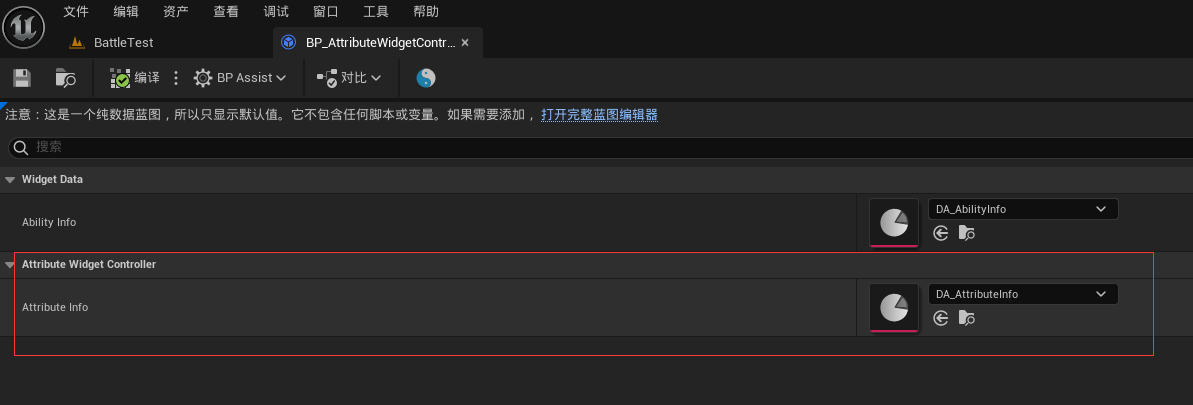 文件 编辑 资产 查看 调试 窗口 工具 帮助
BattleTest BP_AttributeWidgetContr...
编译 BP Assist 对比
注意：这是一个纯数据蓝图，所以只显示默认值。它不包含任何脚本或变量。如果需要添加， 打开完整蓝图编辑器
搜索
Widget Data
Ability Info DA_AbilityInfo
Attribute Widget Controller
Attribute Info DA_AttributeInfo